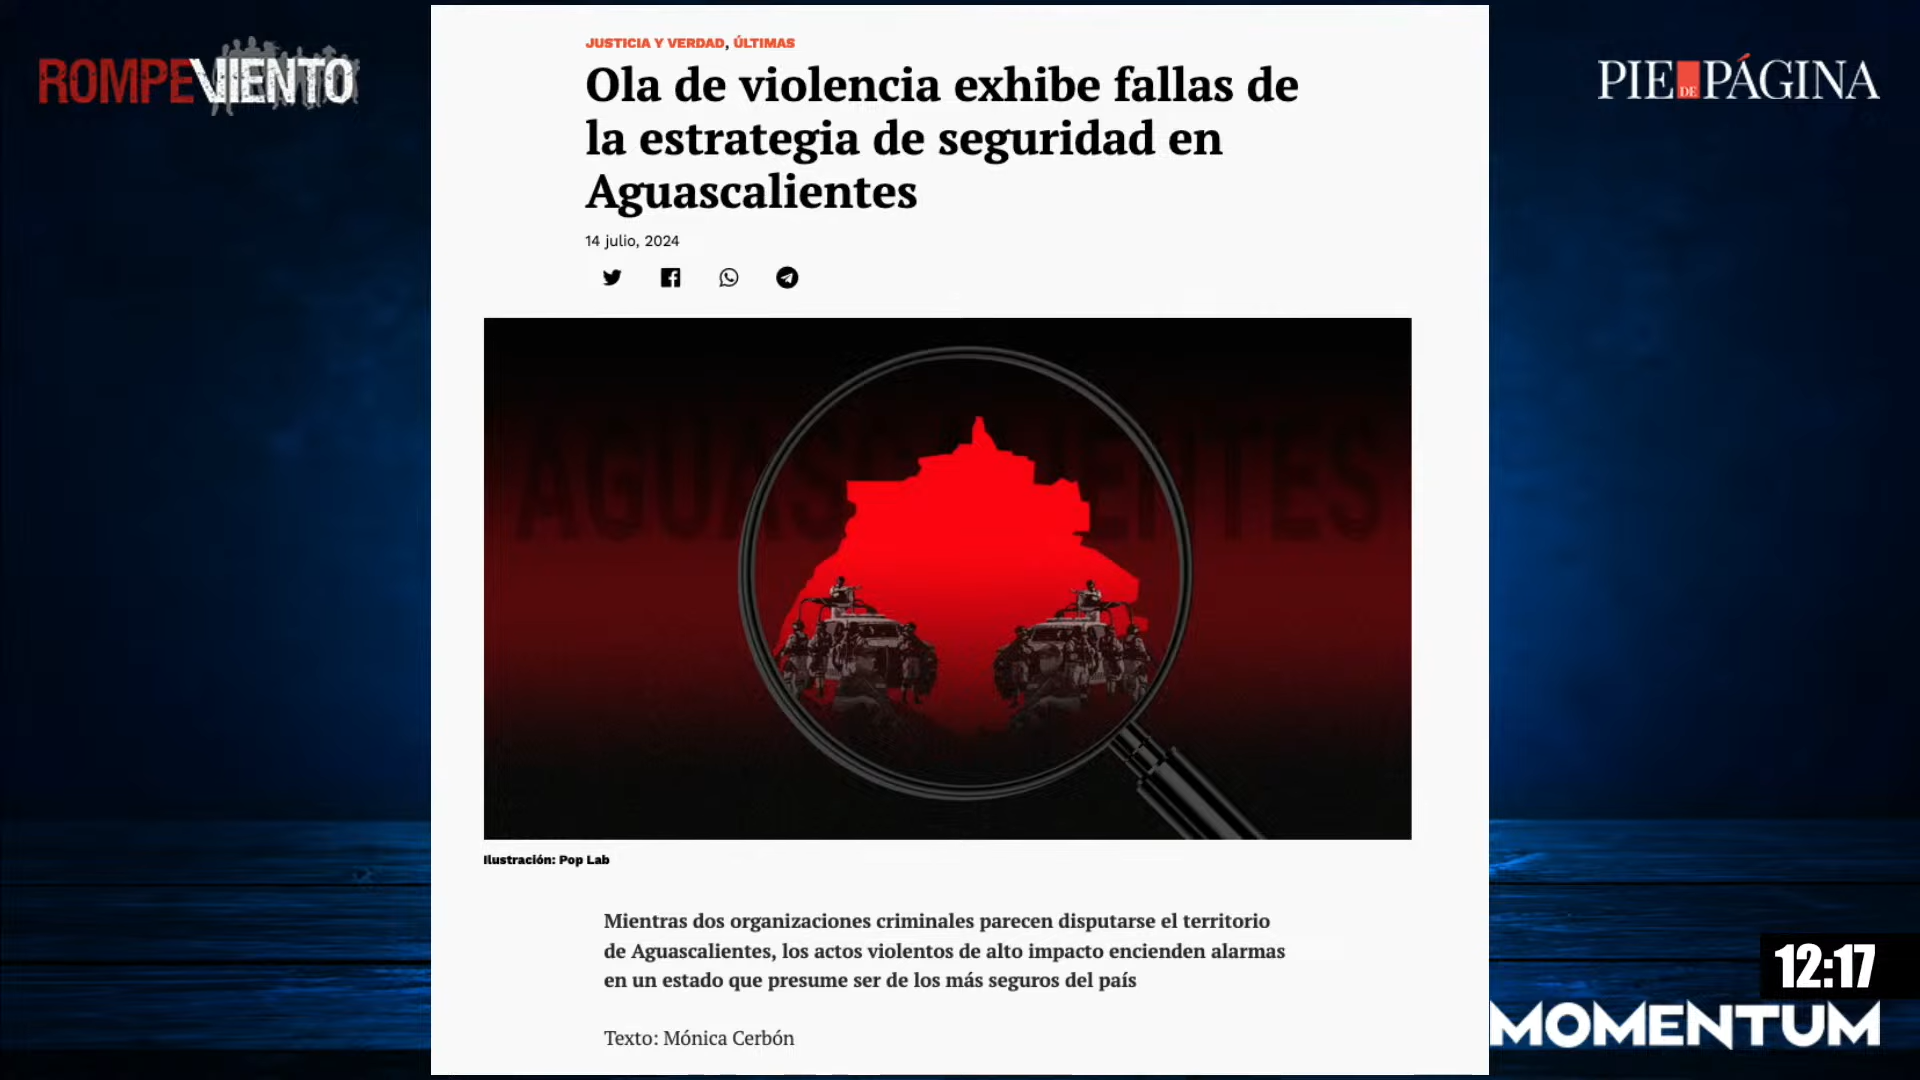 ROMPEVIENTO
PIE DE PÁGINA
JUSTICIA Y VERDAD, ÚLTIMAS
Ola de violencia exhibe fallas de
la estrategia de seguridad en
Aguascalientes
14 julio, 2024
AGUASCALIENTES
Ilustración: Pop Lab
Mientras dos organizaciones criminales parecen disputarse el territorio
de Aguascalientes, los actos violentos de alto impacto encienden alarmas
en un estado que presume ser de los más seguros del país
Texto: Mónica Cerbón
12:17
MOMENTUM